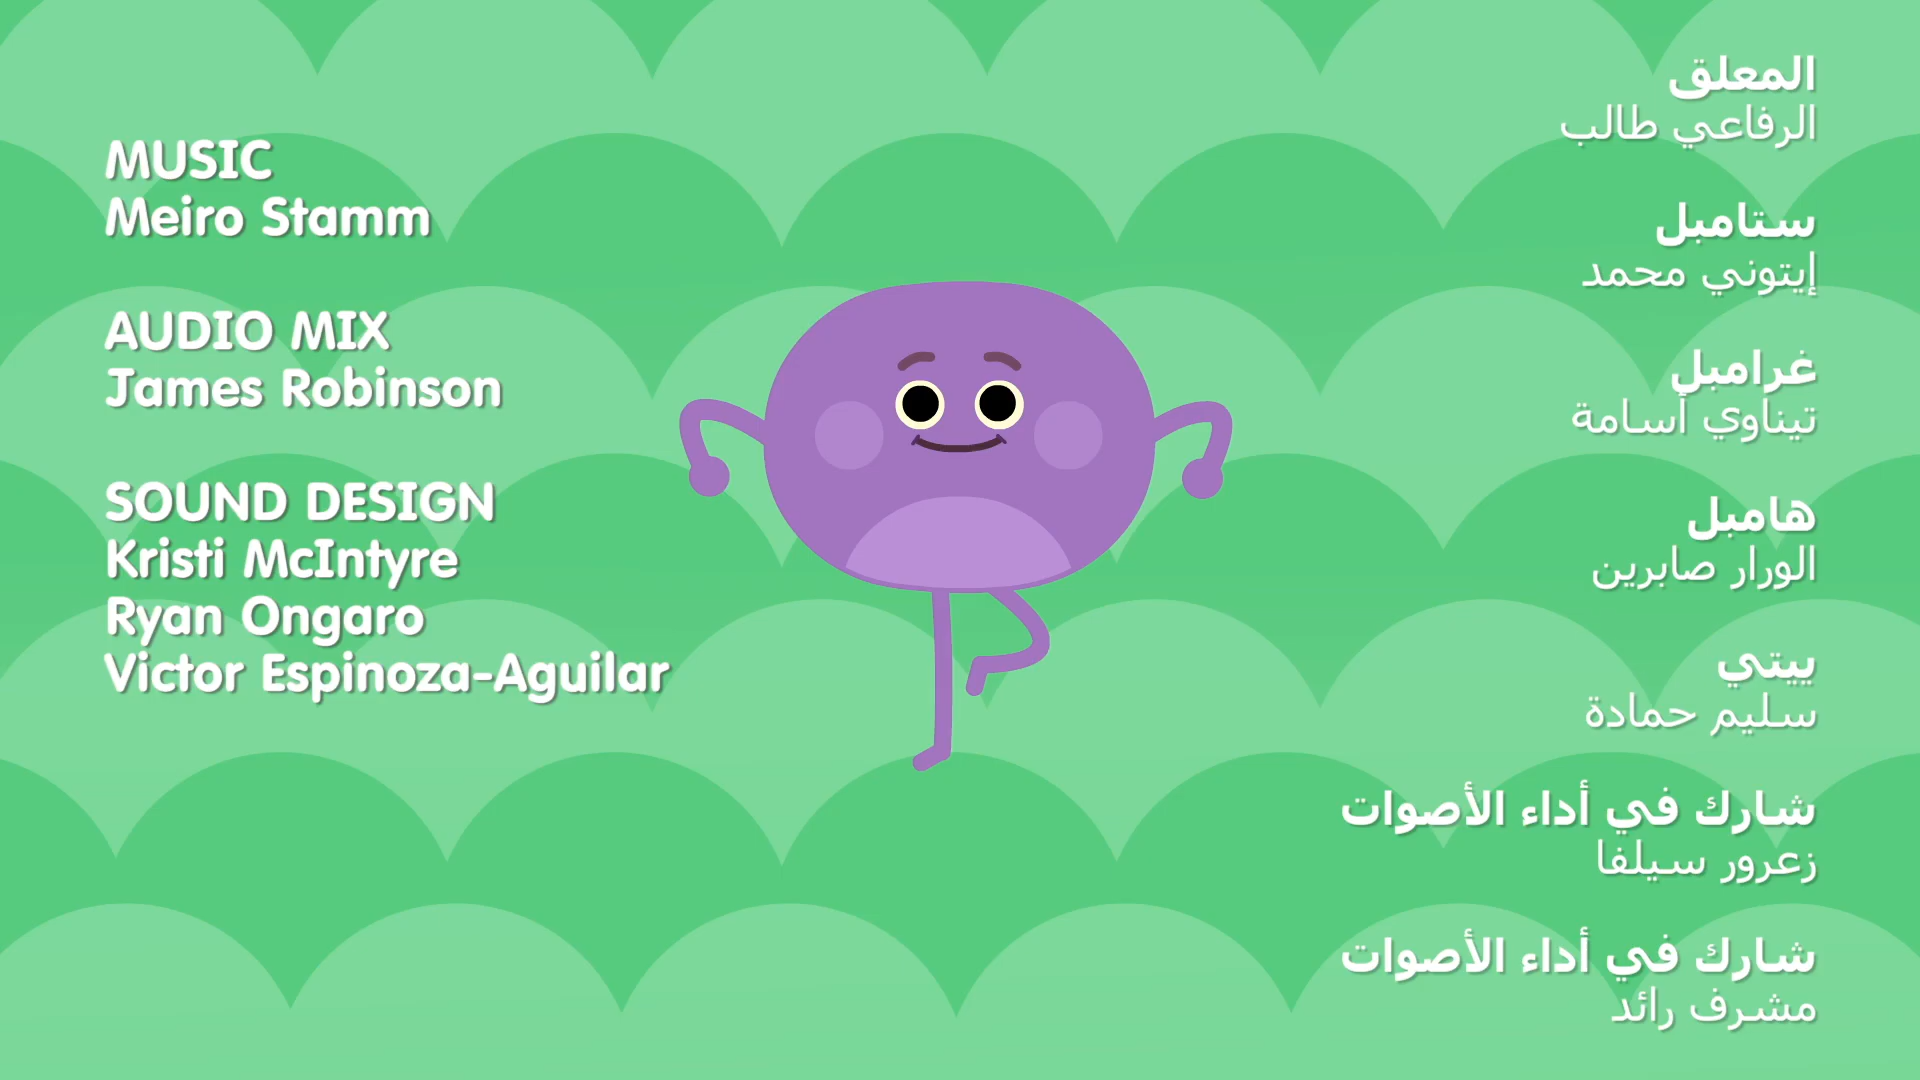 MUSIC
Meiro Stamm
AUDIO MIX
James Robinson
SOUND DESIGN
Kristi McIntyre
Ryan Ongaro
Victor Espinoza-Aguilar
المعلق
الرفاعي طالب
ستامبل
إيتوني محمد
غرامبل
تيناوي أسامة
هامبل
الورار صابرين
بيتي
سليم حمادة
شارك في أداء الأصوات
زعرور سيلفا
شارك في أداء الأصوات
مشرف رائد